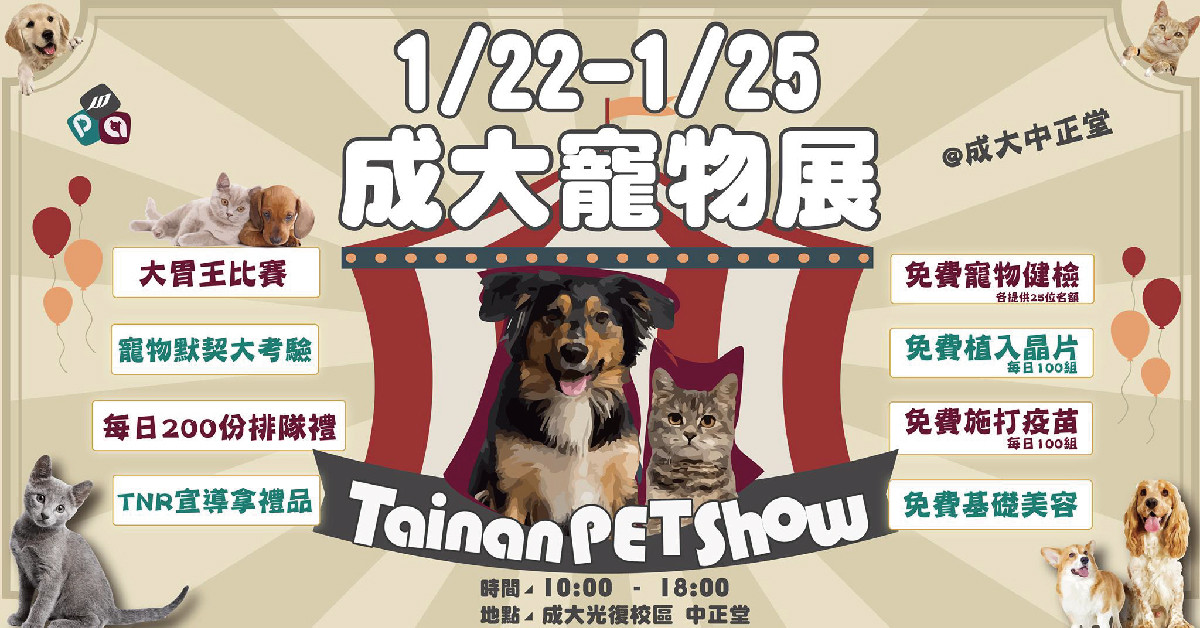 1/22-1/25
成大寵物展
@成大中正堂
大胃王比賽
寵物默契大考驗
每日200份排隊禮
TNR宣導拿禮品
免費寵物健檢
各提供25位名額
免費植入晶片
每日100組
免費施打疫苗
每日100組
免費基礎美容
Tainan PET Show
時間 10:00 - 18:00
地點 成大光復校區 中正堂